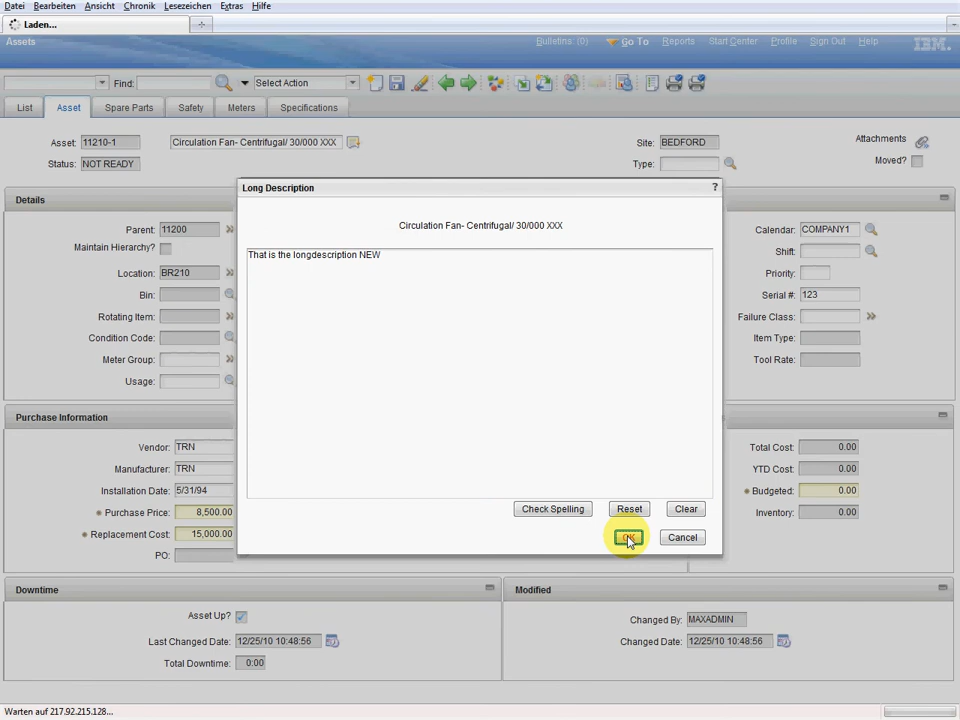 Datei Bearbeiten Ansicht Chronik Lesezeichen Extras Hilfe
Laden...
Assets Bulletins: (0) Go To Reports Start Center Profile Sign Out Help IBM.
Find: Select Action
List Asset Spare Parts Safety Meters Specifications
Asset: 11210-1 Circulation Fan- Centrifugal/ 30/000 XXX Site: BEDFORD Attachments
Status: NOT READY Type: Moved?
Details
Parent: 11200 Calendar: COMPANY1
Maintain Hierarchy? Shift:
Location: BR210 Priority:
Bin: Serial #: 123
Rotating Item: Failure Class:
Condition Code: Item Type:
Meter Group: Tool Rate:
Usage:
Long Description ?
Circulation Fan- Centrifugal/ 30/000 XXX
That is the longdescription NEW
Check Spelling Reset Clear
OK Cancel
Purchase Information
Vendor: TRN Total Cost: 0.00
Manufacturer: TRN YTD Cost: 0.00
Installation Date: 5/31/94 Budgeted: 0.00
Purchase Price: 8,500.00 Inventory: 0.00
Replacement Cost: 15,000.00
PO:
Downtime Modified
Asset Up? Changed By: MAXADMIN
Last Changed Date: 12/25/10 10:48:56 Changed Date: 12/25/10 10:48:56
Total Downtime: 0:00
Warten auf 217.92.215.128...